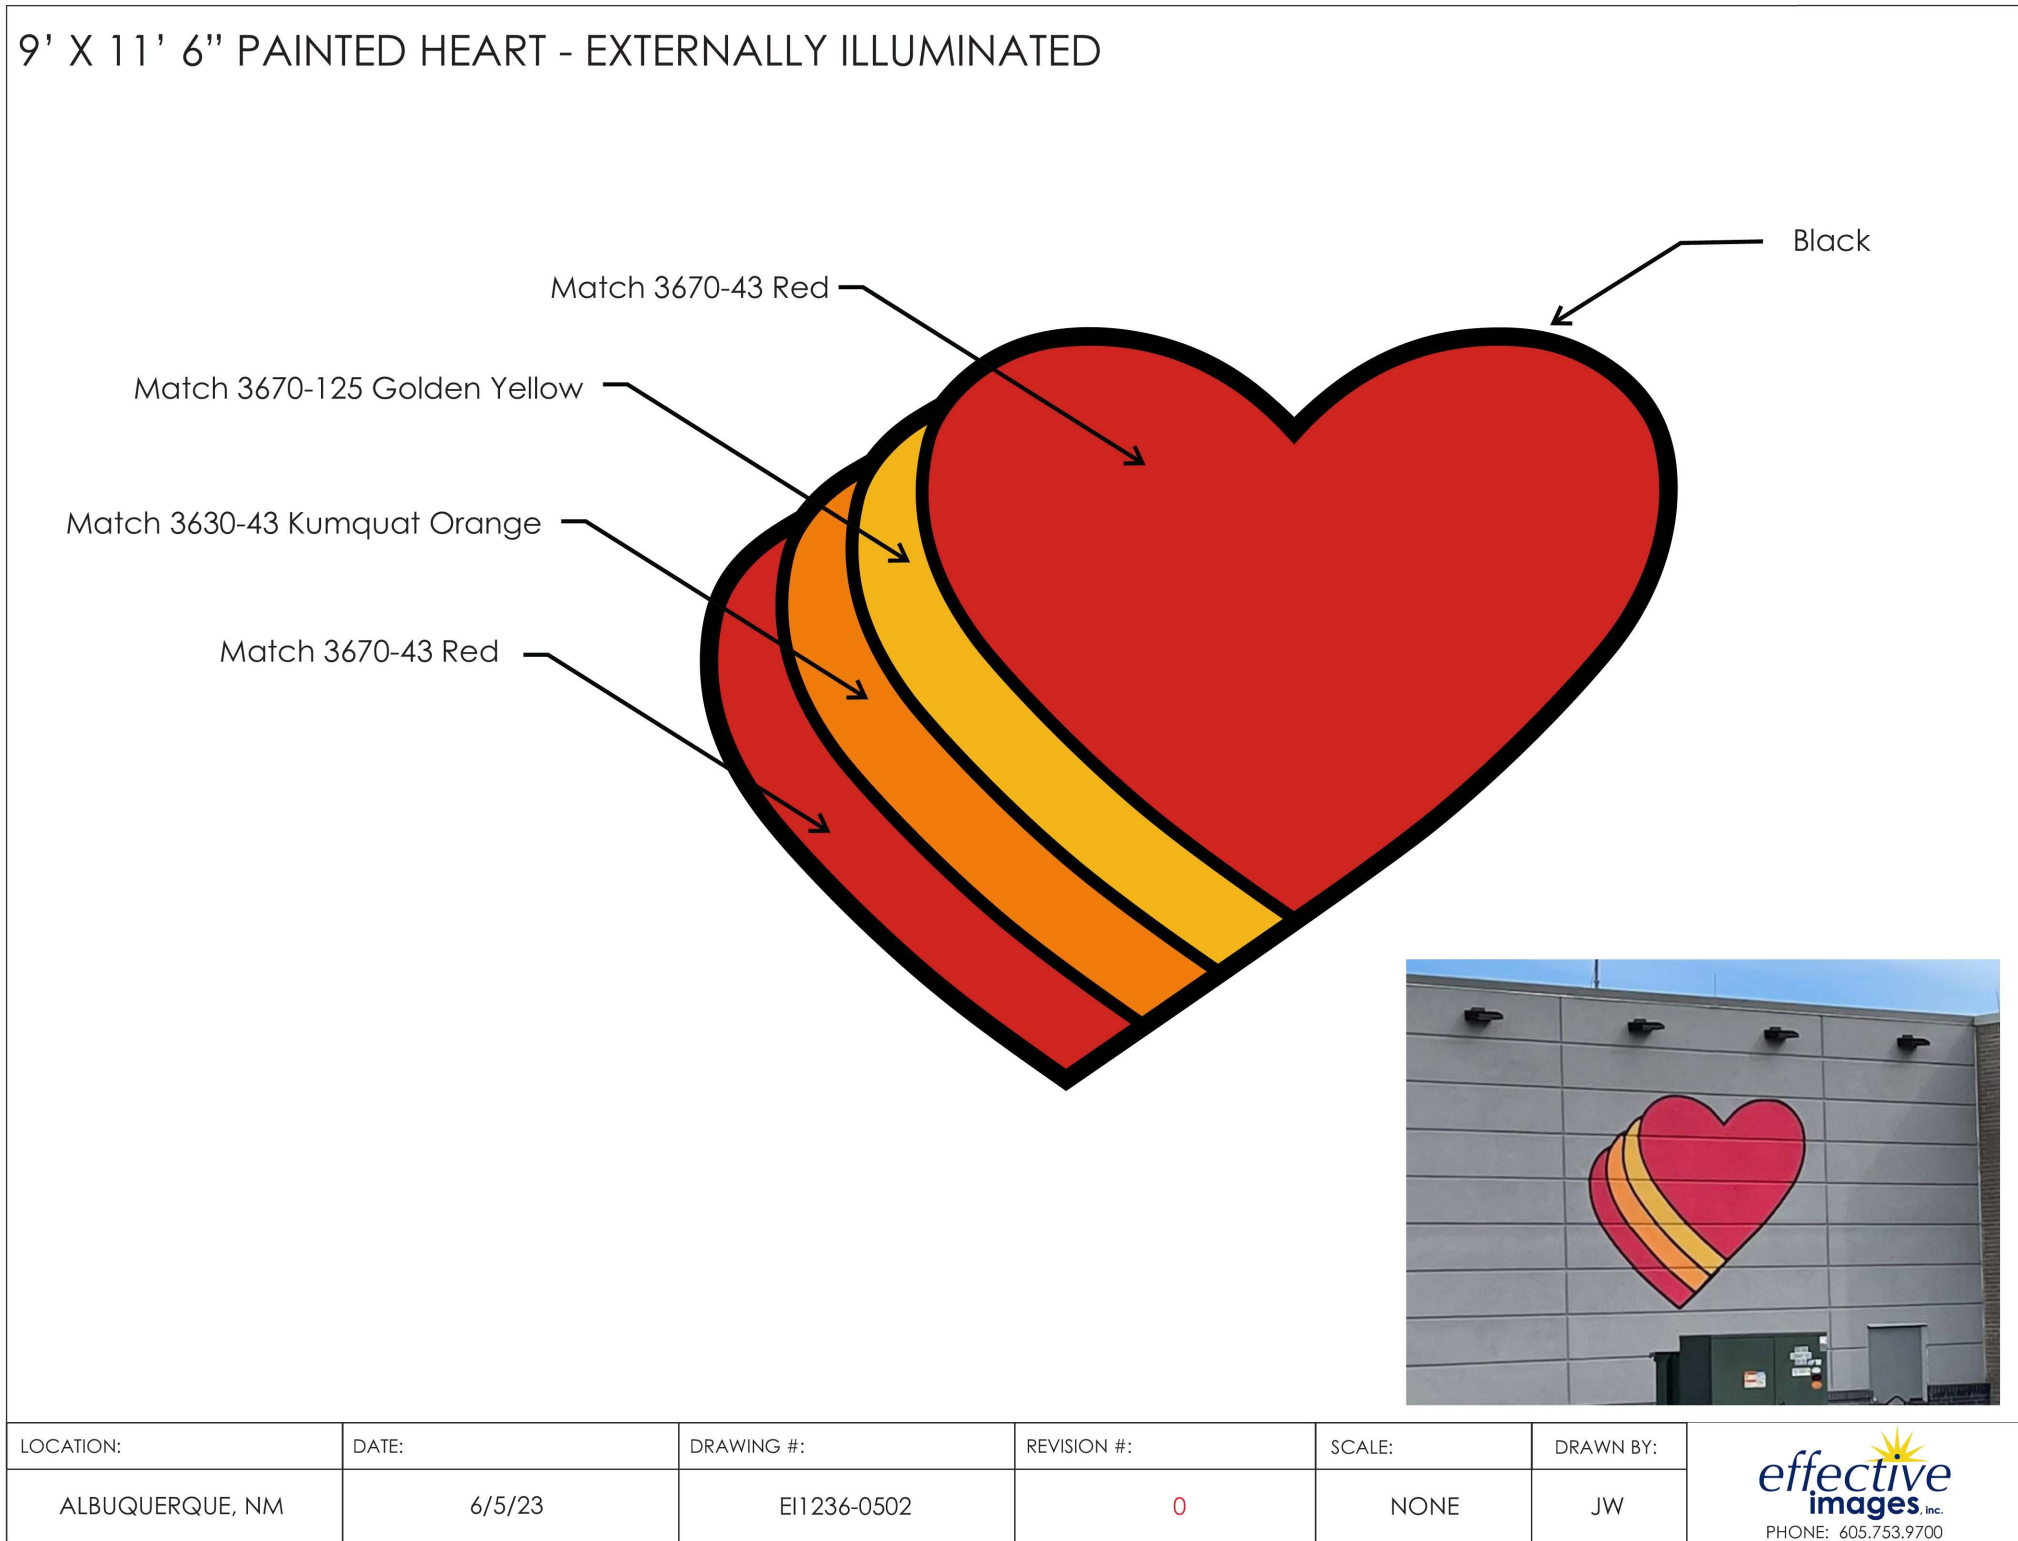 9’ X 11’ 6” PAINTED HEART - EXTERNALLY ILLUMINATED
Black
Match 3670-43 Red
Match 3670-125 Golden Yellow
Match 3630-43 Kumquat Orange
Match 3670-43 Red
LOCATION:
DATE:
DRAWING #:
REVISION #:
SCALE:
DRAWN BY:
ALBUQUERQUE, NM
6/5/23
EI1236-0502
0
NONE
JW
effective
images, inc.
PHONE: 605.753.9700